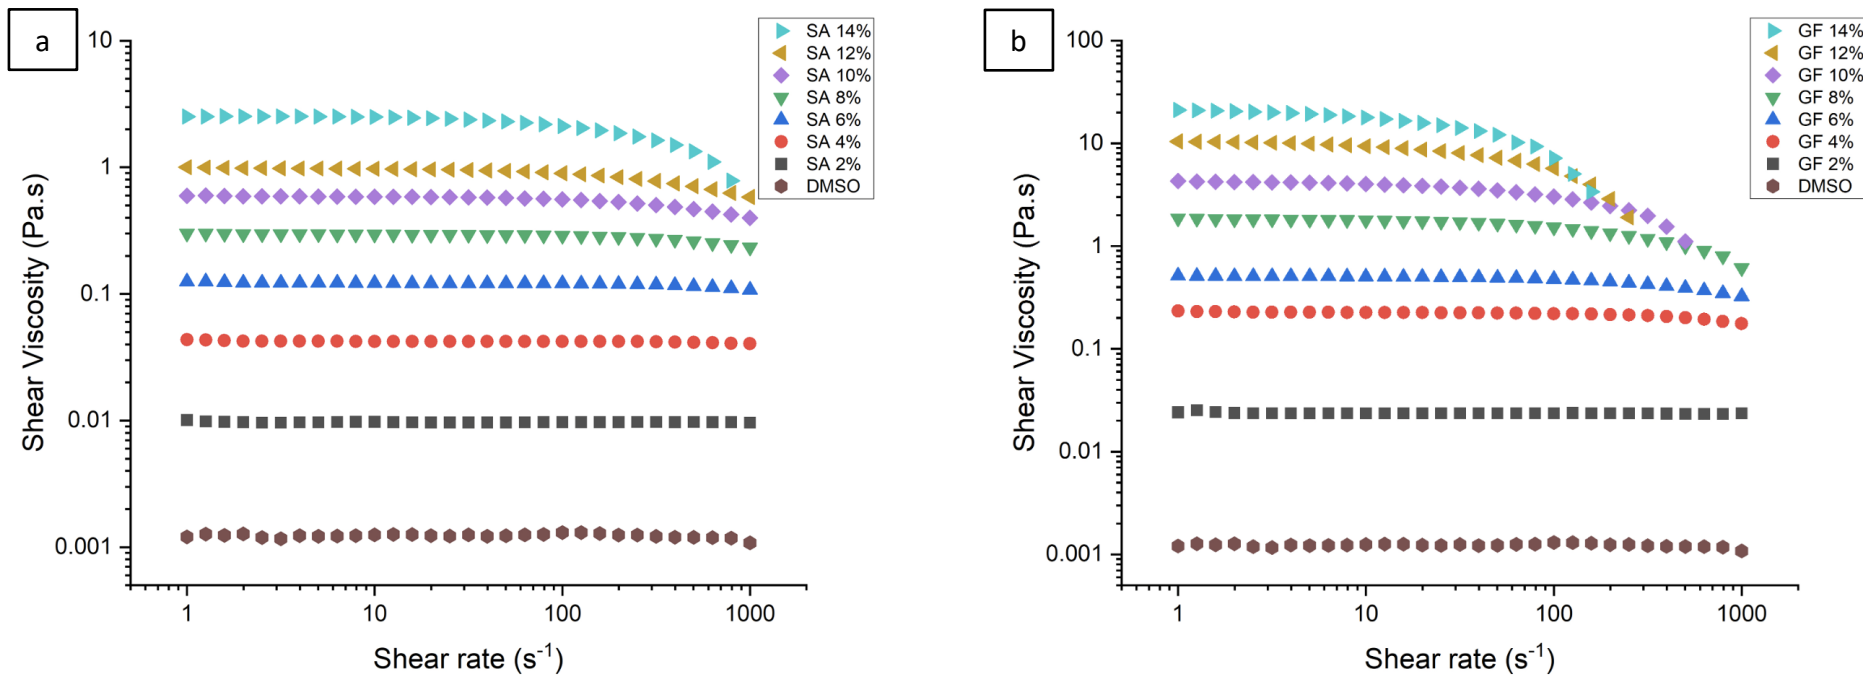 a
10
1
0.1
0.01
0.001
Shear Viscosity (Pa.s)
1 10 100 1000
Shear rate (s⁻¹)
SA 14%
SA 12%
SA 10%
SA 8%
SA 6%
SA 4%
SA 2%
DMSO
b
100
10
1
0.1
0.01
0.001
Shear Viscosity (Pa.s)
1 10 100 1000
Shear rate (s⁻¹)
GF 14%
GF 12%
GF 10%
GF 8%
GF 6%
GF 4%
GF 2%
DMSO